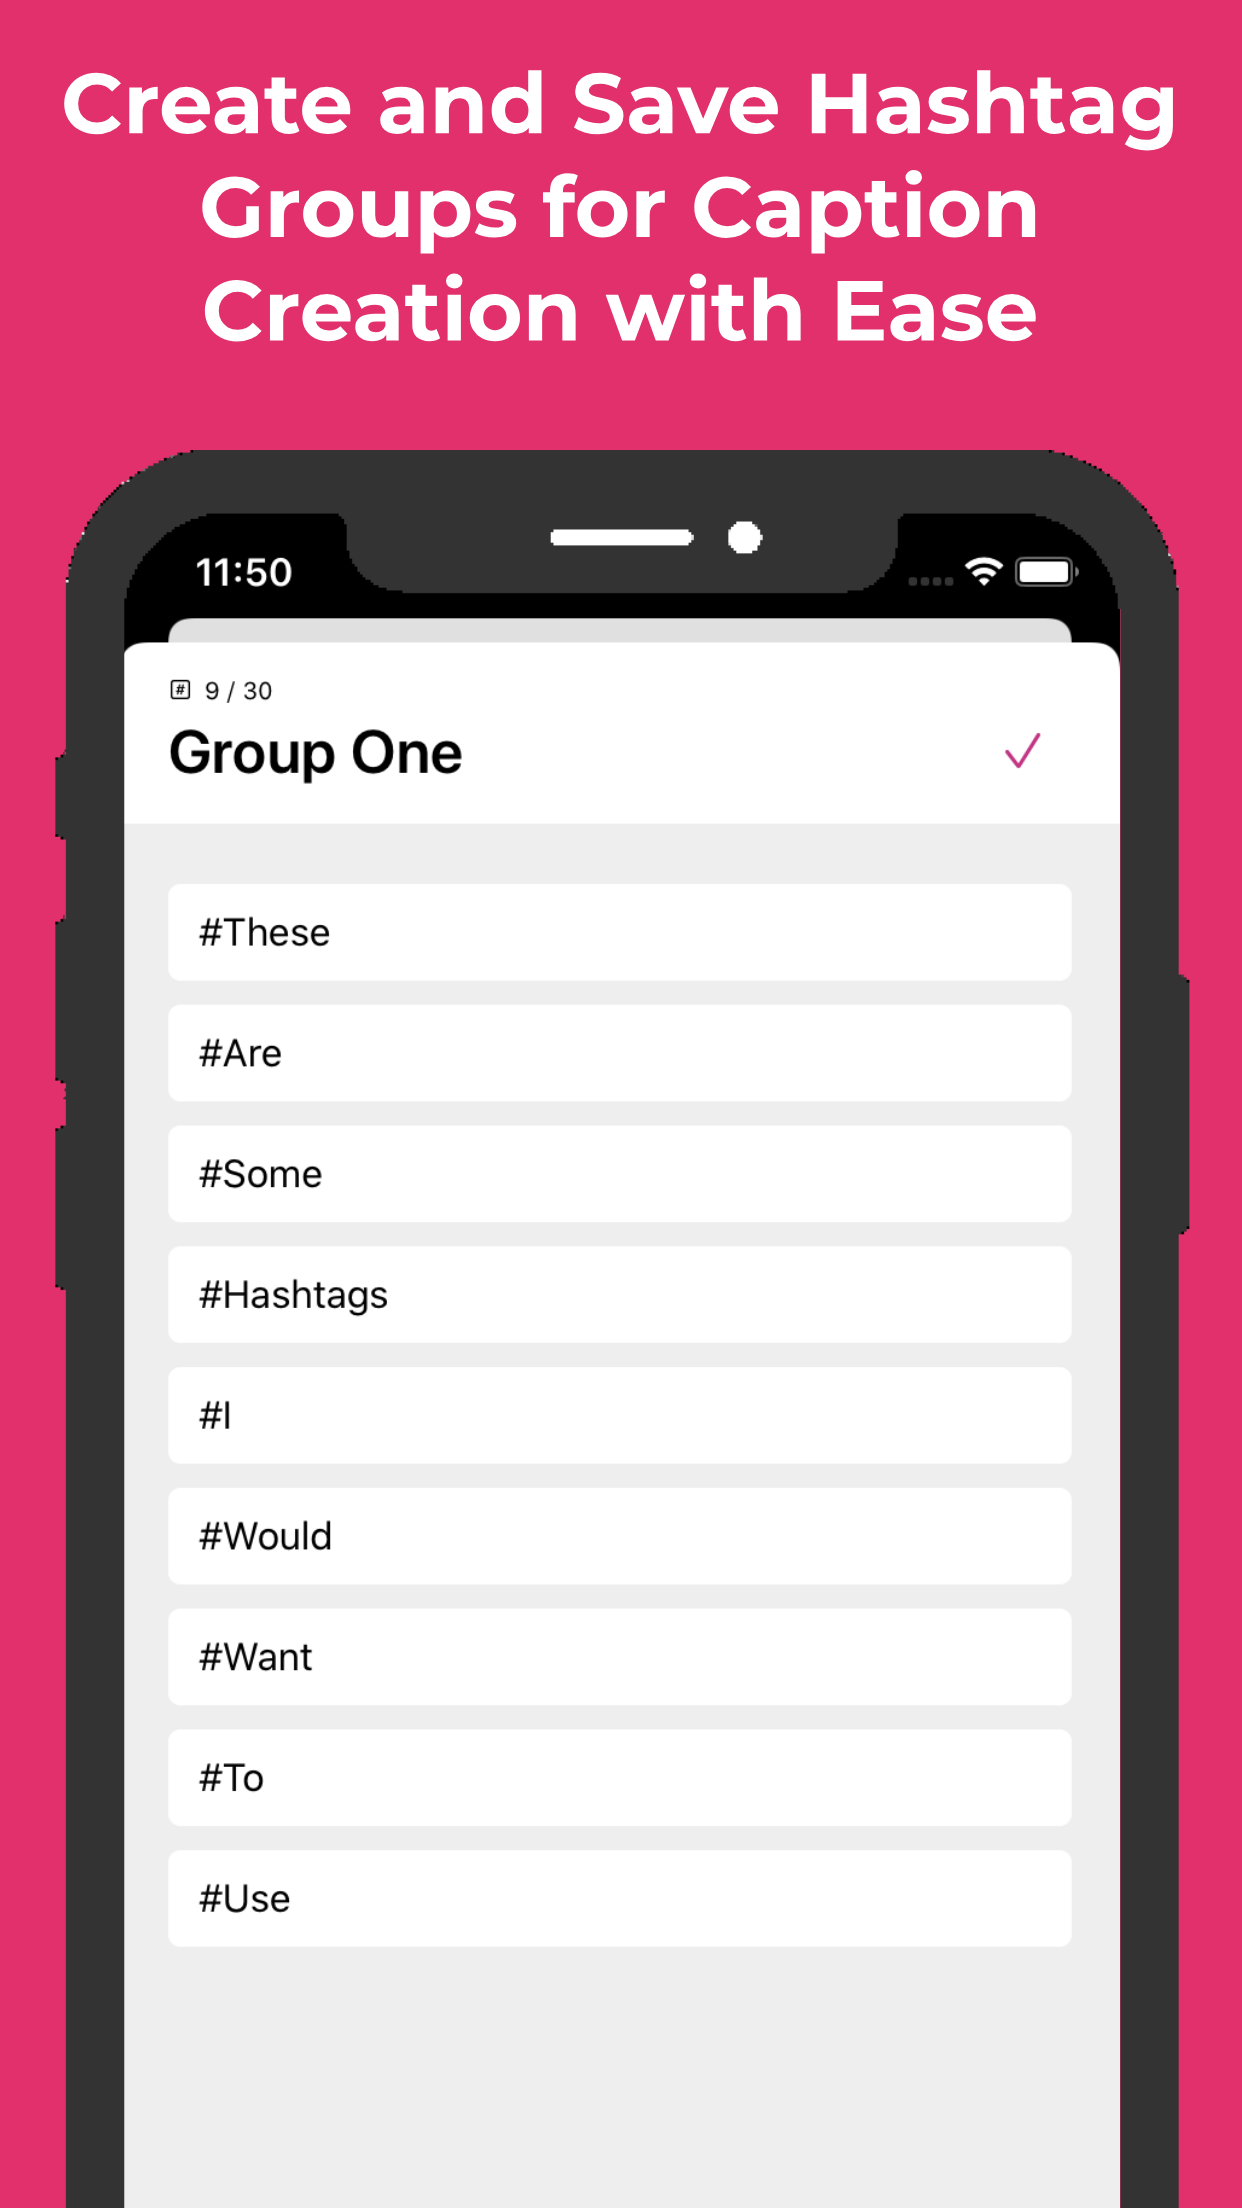 Create and Save Hashtag
Groups for Caption
Creation with Ease
11:50
# 9 / 30
Group One
#These
#Are
#Some
#Hashtags
#I
#Would
#Want
#To
#Use